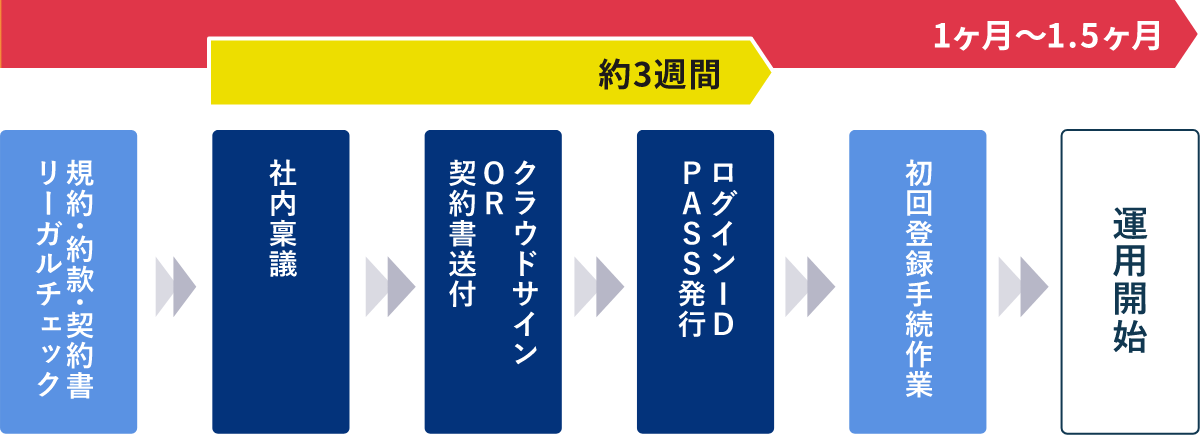 1ヶ月〜1.5ヶ月
約3週間
規約・約款・契約書
リーガルチェック
社内稟議
クラウドサイン
OR
契約書送付
ログインID
PASS発行
初回登録手続作業
運用開始